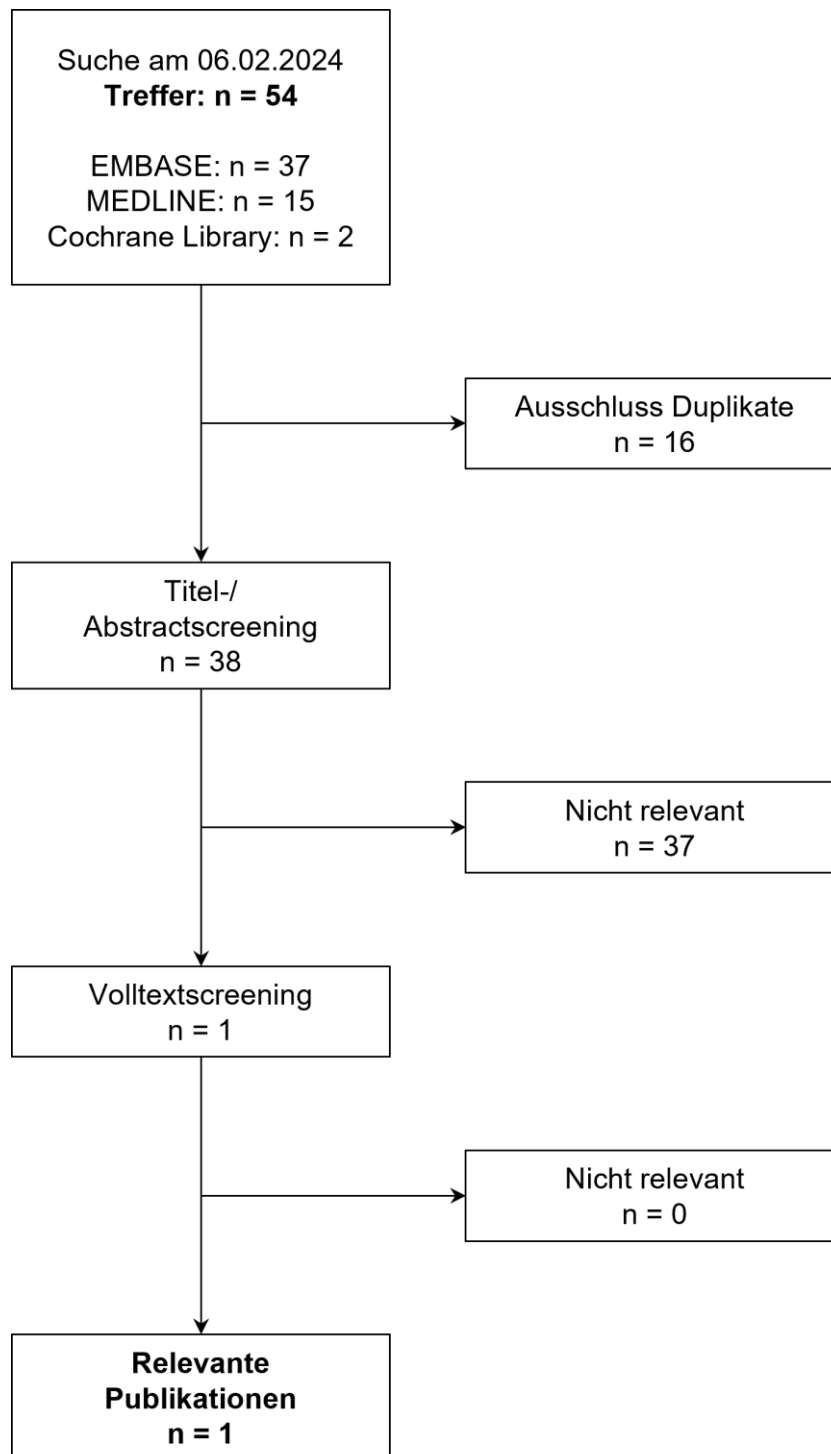 Suche am 06.02.2024
Treffer: n = 54
EMBASE: n = 37
MEDLINE: n = 15
Cochrane Library: n = 2
Ausschluss Duplikate
n = 16
Titel-/
Abstractscreening
n = 38
Nicht relevant
n = 37
Volltextscreening
n = 1
Nicht relevant
n = 0
Relevante
Publikationen
n = 1